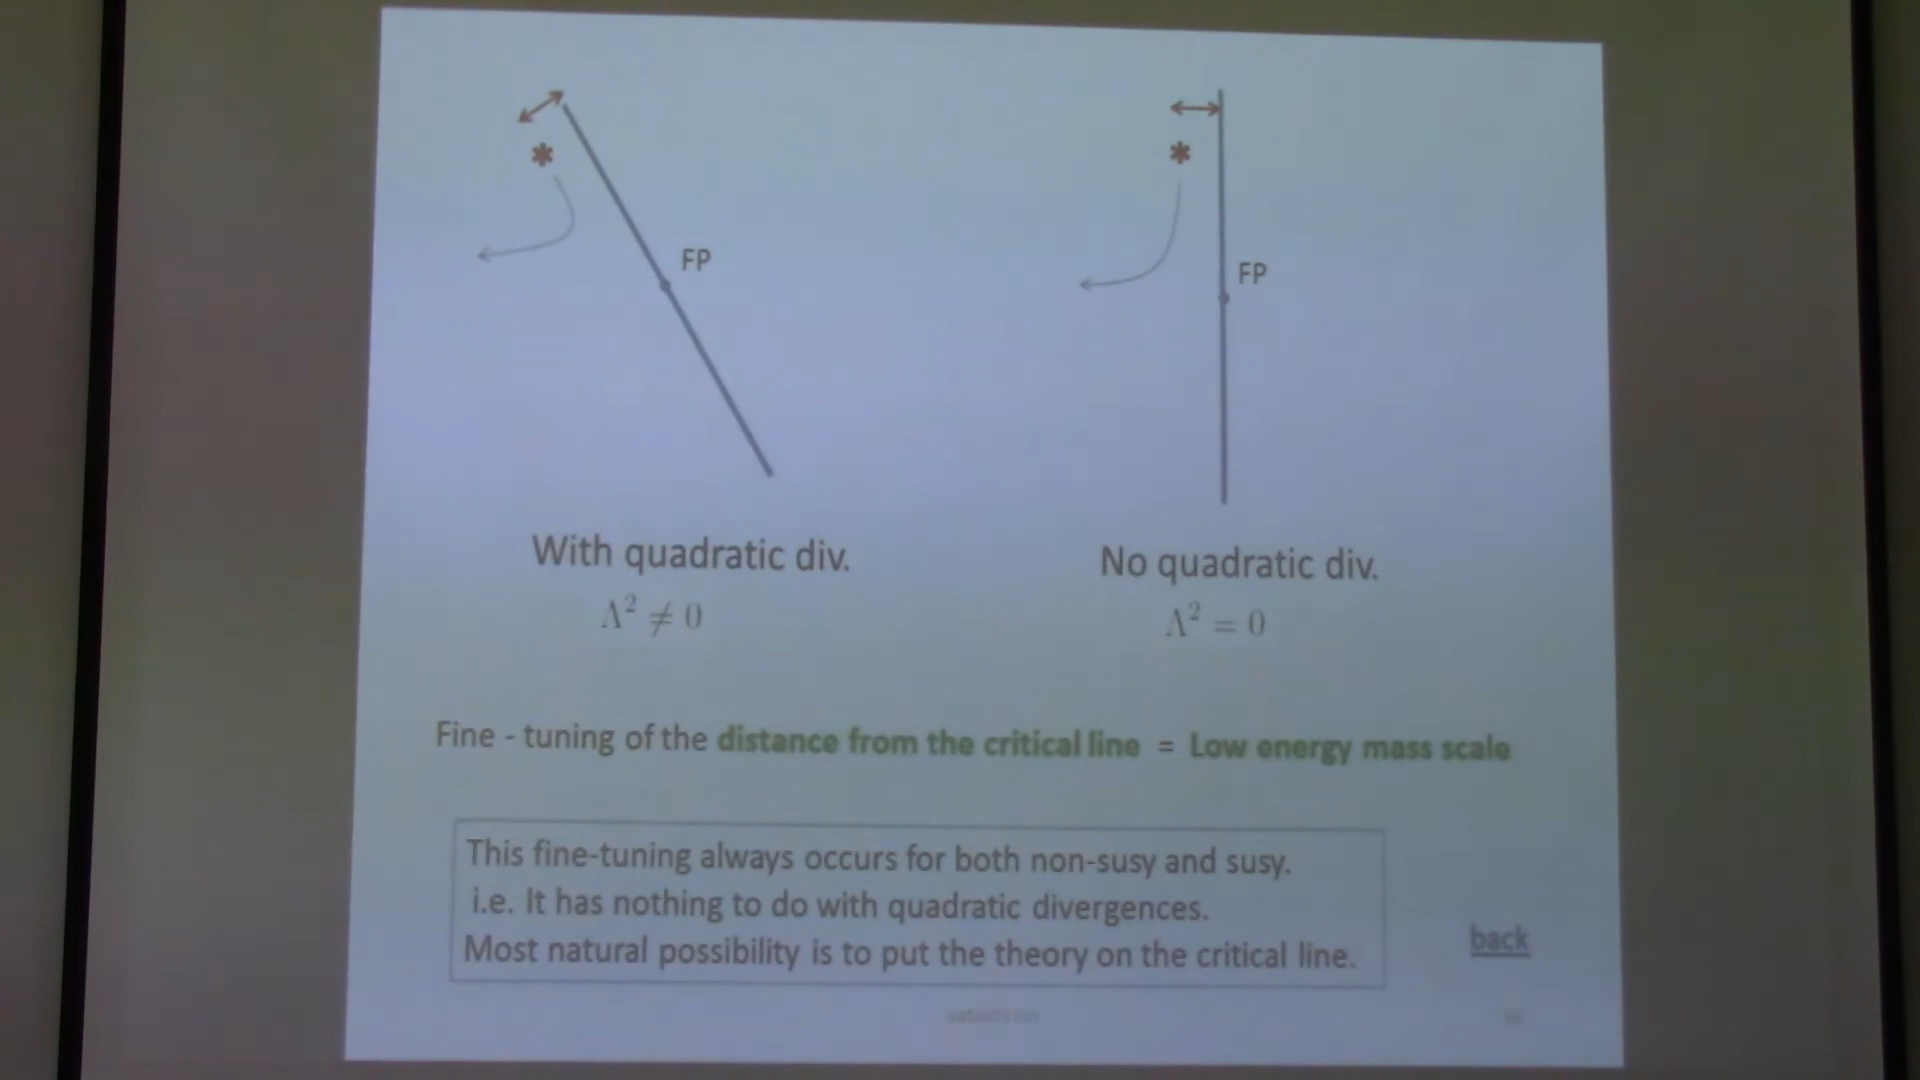 *
*
FP
FP
With quadratic div.
No quadratic div.
Λ² ≠ 0
Λ² = 0
Fine - tuning of the distance from the critical line = Low energy mass scale
This fine-tuning always occurs for both non-susy and susy.
i.e. It has nothing to do with quadratic divergences.
Most natural possibility is to put the theory on the critical line.
back